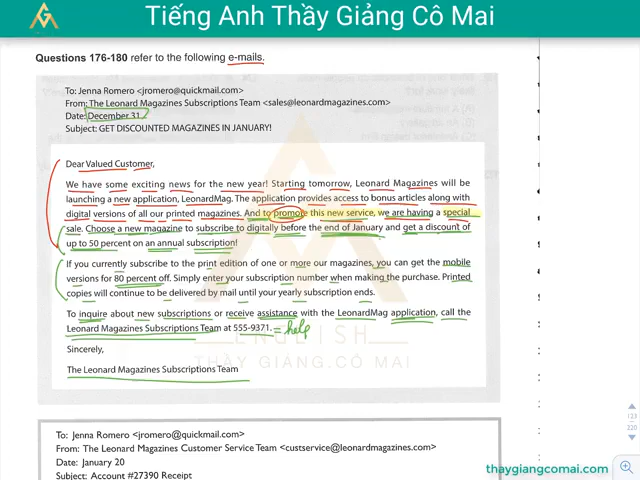 Tiếng Anh Thầy Giảng Cô Mai
Questions 176-180 refer to the following e-mails.
To: Jenna Romero <jromero@quickmail.com>
From: The Leonard Magazines Subscriptions Team <sales@leonardmagazines.com>
Date: December 31
Subject: GET DISCOUNTED MAGAZINES IN JANUARY!
Dear Valued Customer,
We have some exciting news for the new year! Starting tomorrow, Leonard Magazines will be
launching a new application, LeonardMag. The application provides access to bonus articles along with
digital versions of all our printed magazines. And to promote this new service, we are having a special
sale. Choose a new magazine to subscribe to digitally before the end of January and get a discount of
up to 50 percent on an annual subscription!
If you currently subscribe to the print edition of one or more our magazines, you can get the mobile
versions for 80 percent off. Simply enter your subscription number when making the purchase. Printed
copies will continue to be delivered by mail until your yearly subscription ends.
To inquire about new subscriptions or receive assistance with the LeonardMag application, call the
Leonard Magazines Subscriptions Team at 555-9371. = help
ENGLISH
Sincerely,
THẦY GIẢNG.CÔ MAI
The Leonard Magazines Subscriptions Team
To: Jenna Romero <jromero@quickmail.com>
From: The Leonard Magazines Customer Service Team <custservice@leonardmagazines.com>
Date: January 20
Subject: Account #27390 Receipt
123
220
thaygiangcomai.com